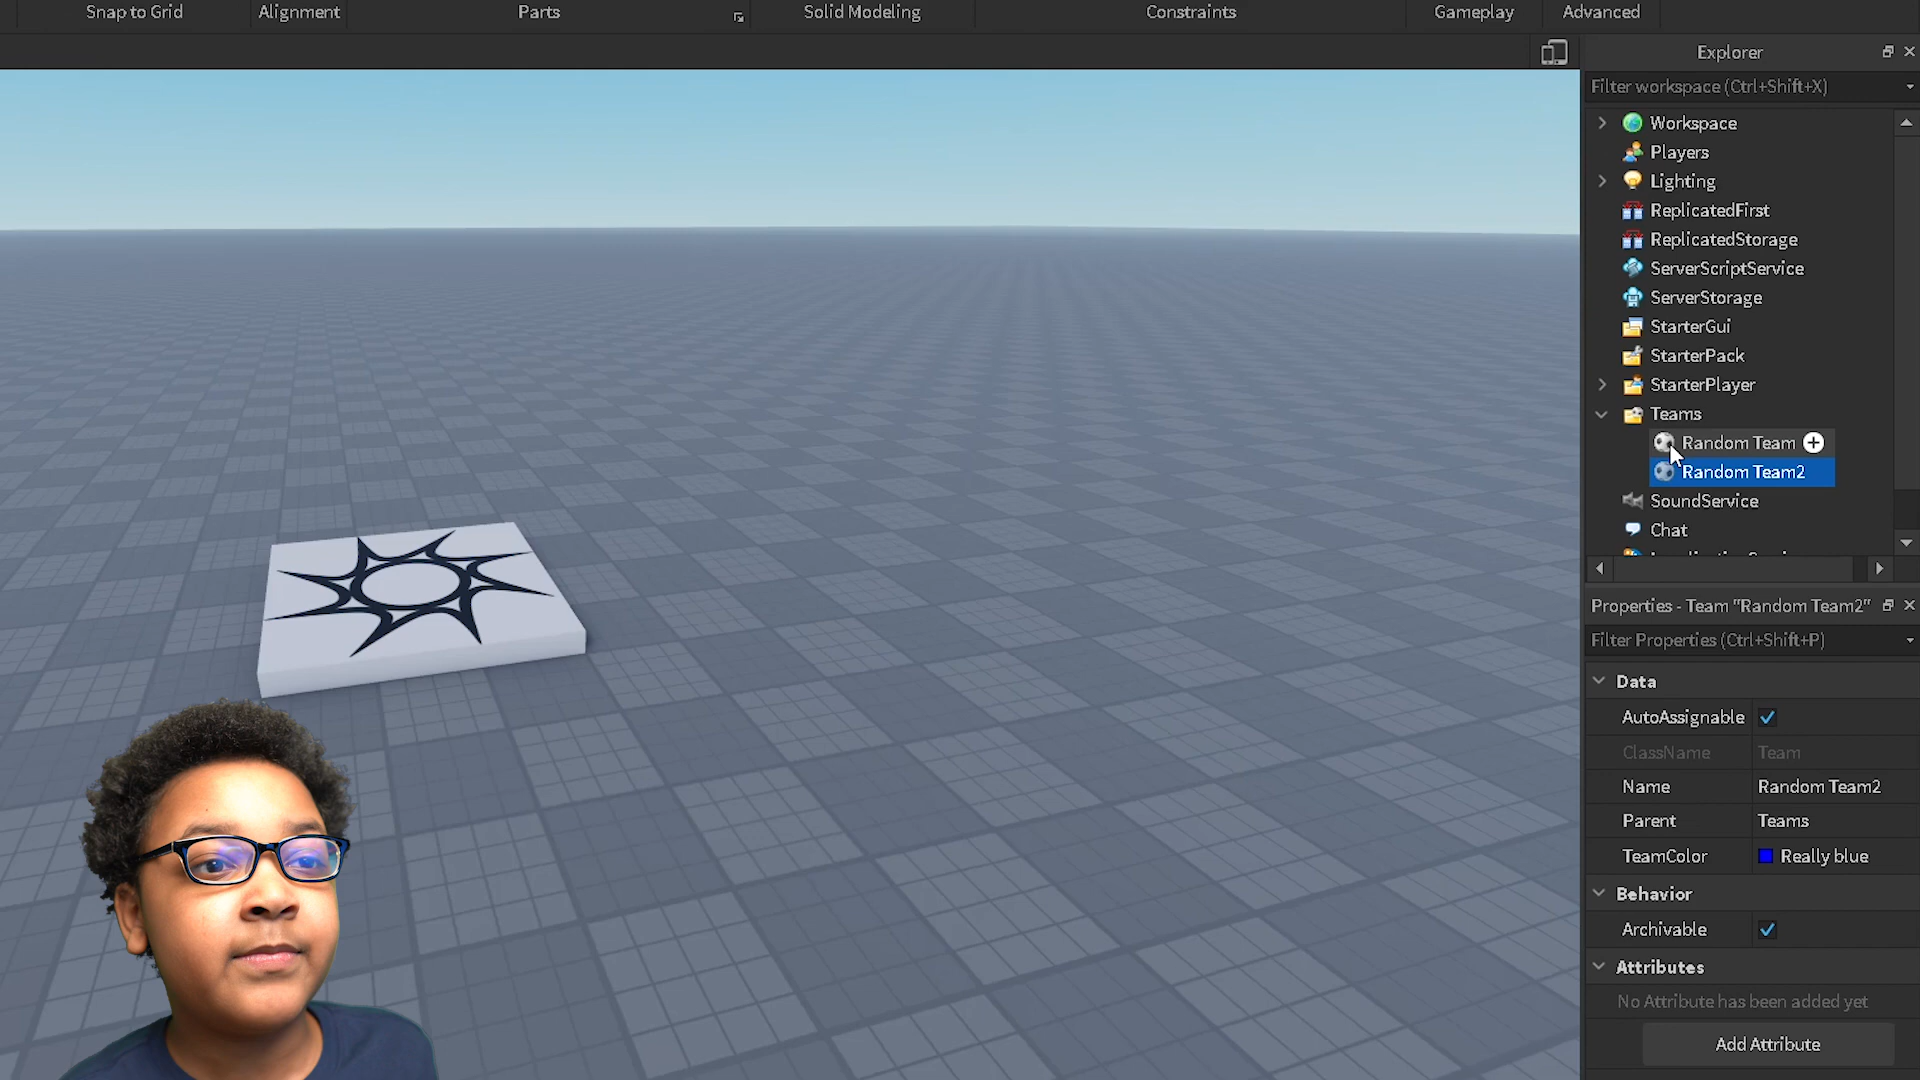 Snap to Grid
Alignment
Parts
Solid Modeling
Constraints
Gameplay
Advanced
Explorer
Filter workspace (Ctrl+Shift+X)
Workspace
Players
Lighting
ReplicatedFirst
ReplicatedStorage
ServerScriptService
ServerStorage
StarterGui
StarterPack
StarterPlayer
Teams
Random Team
Random Team2
SoundService
Chat
Properties - Team "Random Team2"
Filter Properties (Ctrl+Shift+P)
Data
AutoAssignable
ClassName Team
Name Random Team2
Parent Teams
TeamColor Really blue
Behavior
Archivable
Attributes
No Attribute has been added yet
Add Attribute